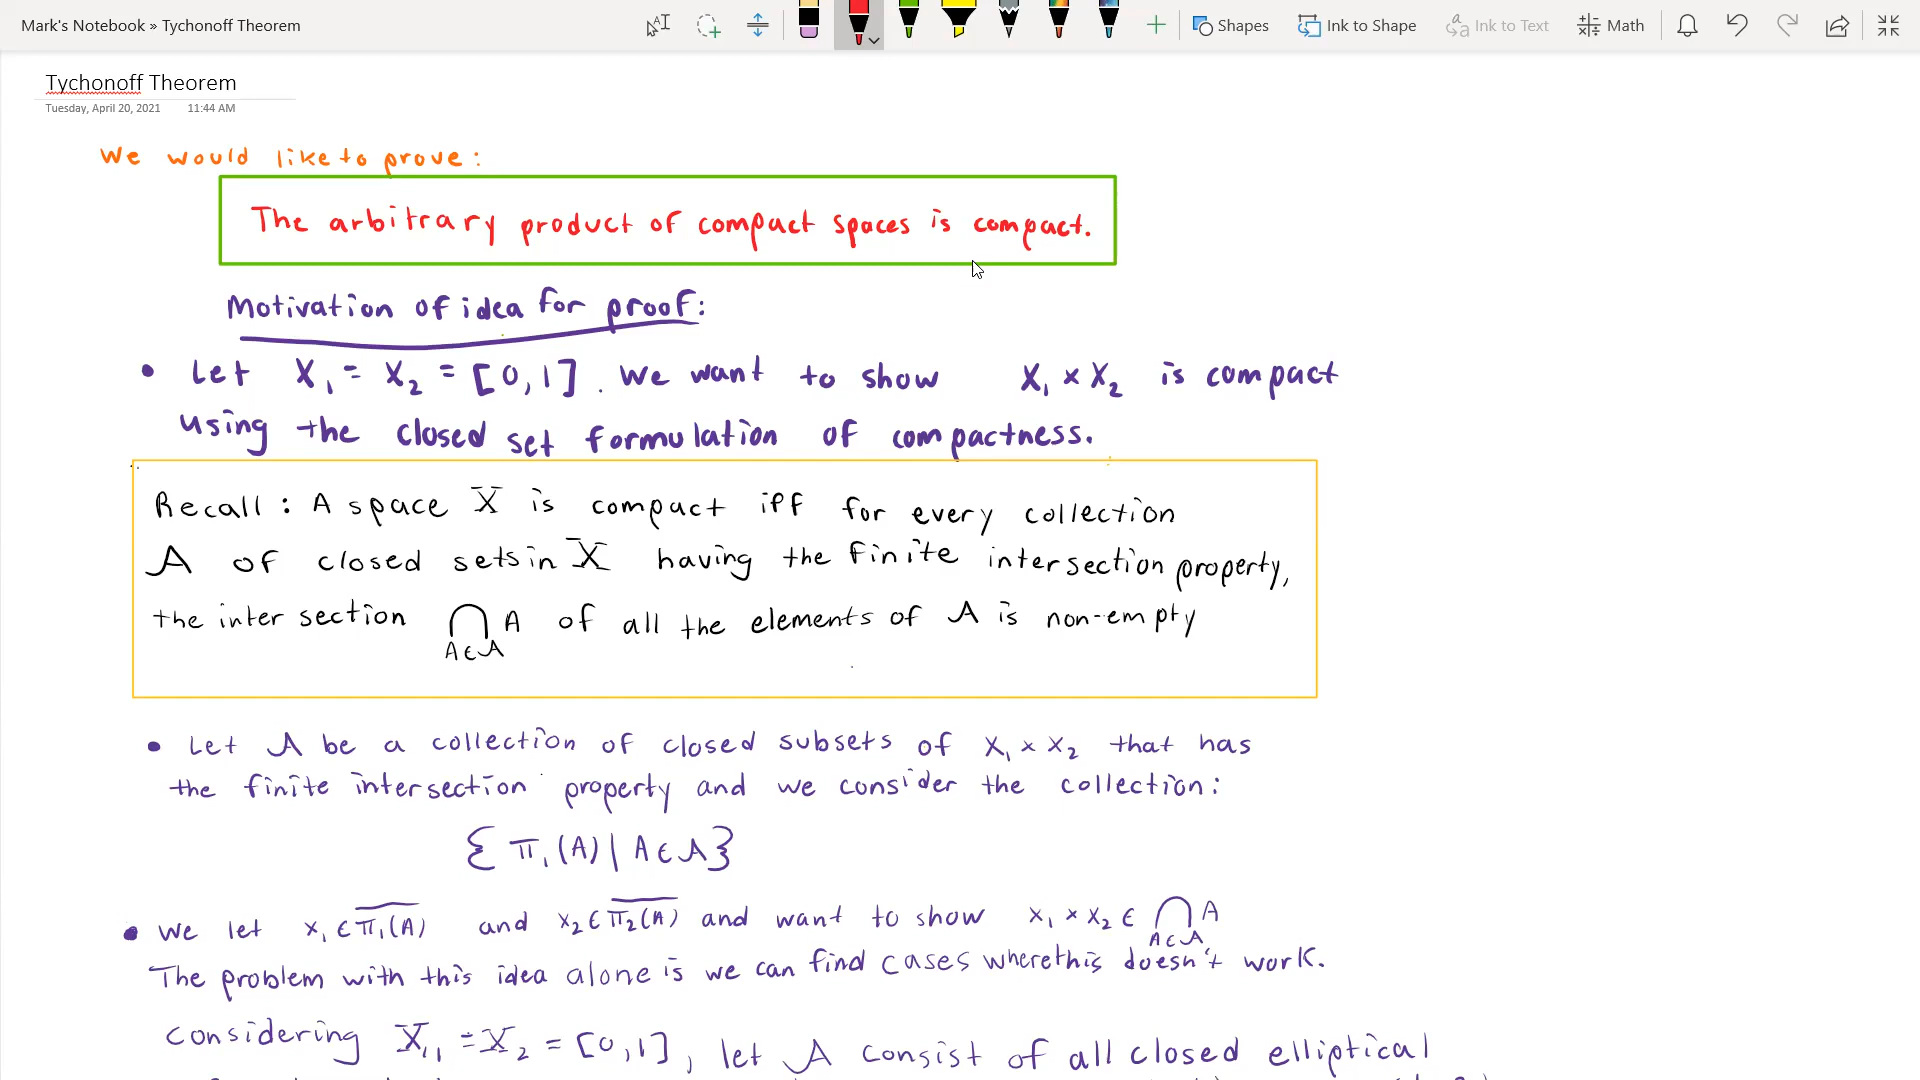 Mark's Notebook » Tychonoff Theorem
Shapes Ink to Shape Ink to Text Math
Tychonoff Theorem
Tuesday, April 20, 2021 11:44 AM
We would like to prove:
The arbitrary product of compact spaces is compact.
Motivation of idea for proof:
• Let X₁ = X₂ = [0,1]. We want to show X₁ × X₂ is compact
using the closed set formulation of compactness.
Recall: A space X is compact iff for every collection
𝒜 of closed sets in X having the finite intersection property,
the intersection ⋂ A of all the elements of 𝒜 is non-empty
A∈𝒜
• Let 𝒜 be a collection of closed subsets of X₁ × X₂ that has
the finite intersection property and we consider the collection:
{ π₁(A) | A ∈ 𝒜 }
• We let x₁ ∈ \overline{π₁(A)} and x₂ ∈ \overline{π₂(A)} and want to show x₁ × x₂ ∈ ⋂ A
A∈𝒜
The problem with this idea alone is we can find cases where this doesn't work.
Considering X₁ = X₂ = [0,1], let 𝒜 consist of all closed elliptical